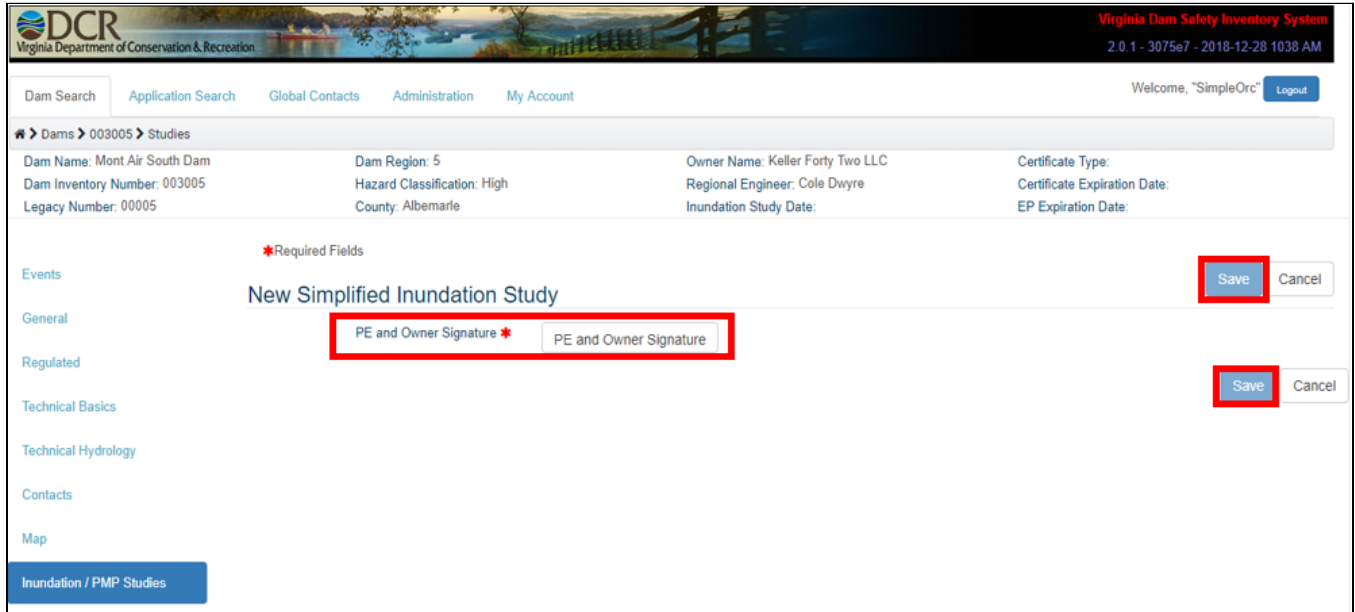 DCR
Virginia Department of Conservation & Recreation
Virginia Dam Safety Inventory System
2.0.1 - 3075e7 - 2018-12-28 1038 AM
Dam Search Application Search Global Contacts Administration My Account Welcome, "SimpleOrc" Logout
Dams 003005 Studies
Dam Name: Mont Air South Dam Dam Region: 5 Owner Name: Keller Forty Two LLC Certificate Type:
Dam Inventory Number: 003005 Hazard Classification: High Regional Engineer: Cole Dwyre Certificate Expiration Date:
Legacy Number: 00005 County: Albemarle Inundation Study Date: EP Expiration Date:
✱Required Fields
Events
Save Cancel
New Simplified Inundation Study
General
PE and Owner Signature ✱ PE and Owner Signature
Regulated
Save Cancel
Technical Basics
Technical Hydrology
Contacts
Map
Inundation / PMP Studies